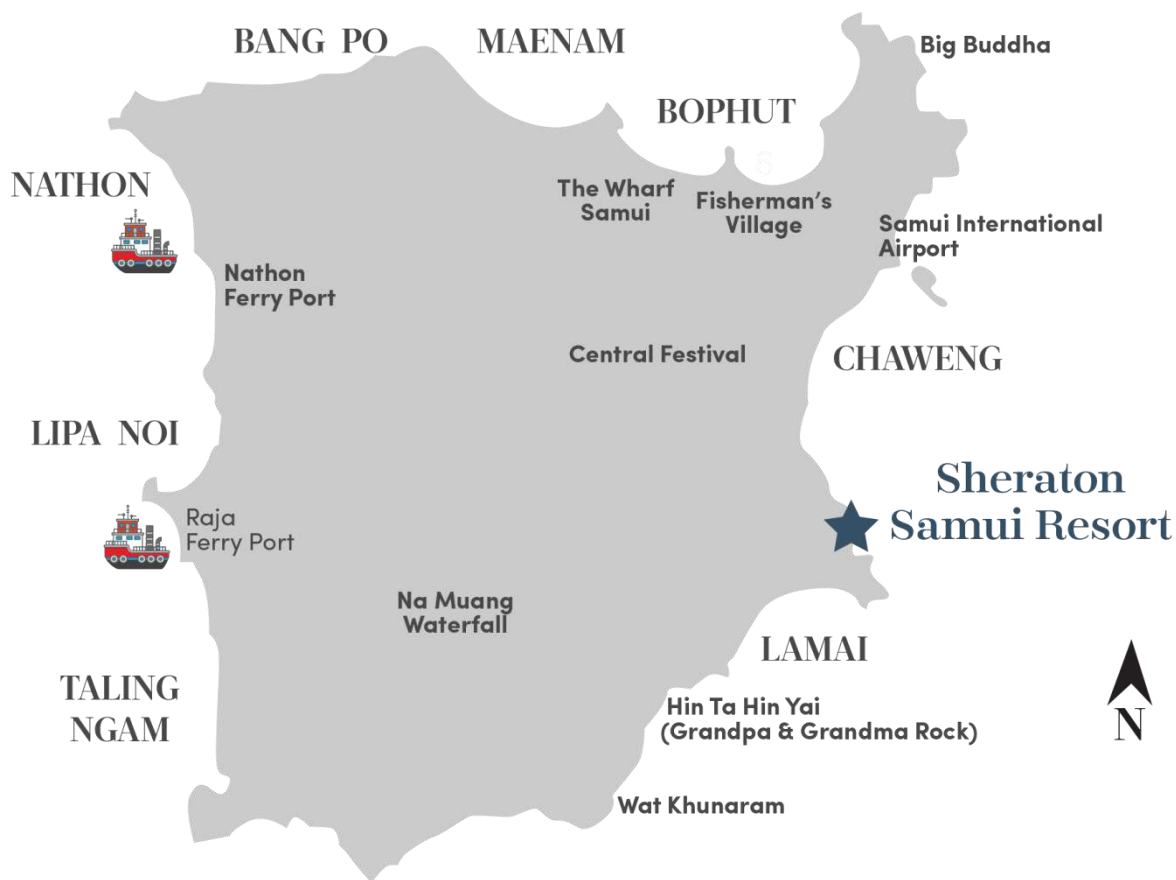 BANG PO
MAENAM
Big Buddha
BOPHUT
NATHON
The Wharf
Samui
Fisherman's
Village
Samui International
Airport
Nathon
Ferry Port
Central Festival
CHAWENG
LIPA NOI
Sheraton
Samui Resort
Raja
Ferry Port
Na Muang
Waterfall
LAMAI
TALING
NGAM
Hin Ta Hin Yai
(Grandpa & Grandma Rock)
N
Wat Khunaram